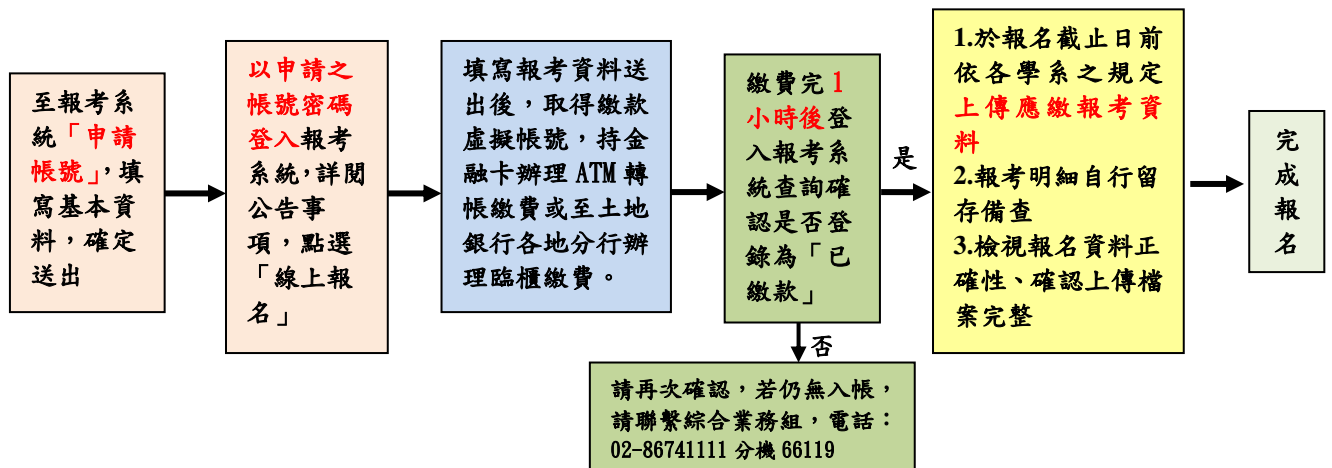 至報考系
統「申請
帳號」,填
寫基本資
料,確定
送出
以申請之
帳號密碼
登入報考
系統,詳閱
公告事
項,點選
「線上報
名」
填寫報考資料送
出後,取得繳款
虛擬帳號,持金
融卡辦理 ATM 轉
帳繳費或至土地
銀行各地分行辦
理臨櫃繳費。
繳費完 1
小時後登
入報考系
統查詢確
認是否登
錄為「已
繳款」
是
否
請再次確認,若仍無入帳,
請聯繫綜合業務組,電話:
02-86741111 分機 66119
1.於報名截止日前
依各學系之規定
上傳應繳報考資
料
2.報考明細自行留
存備查
3.檢視報名資料正
確性、確認上傳檔
案完整
完
成
報
名